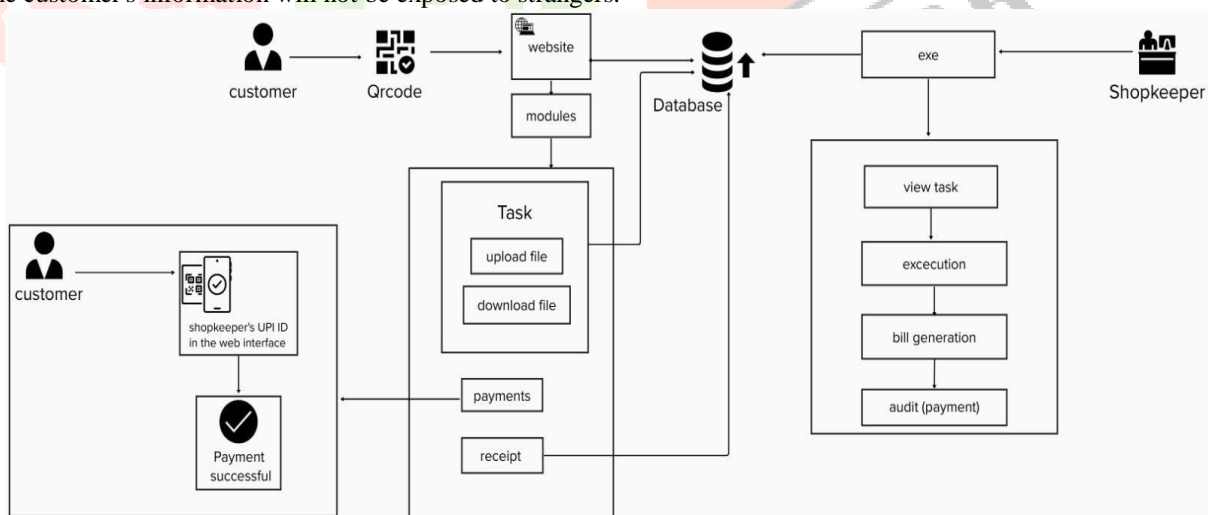 customer's information will not be exposed to strangers.
customer
Qrcode
website
modules
Database
exe
Shopkeeper
Task
upload file
download file
payments
receipt
customer
shopkeeper's UPI ID
in the web interface
Payment
successful
view task
excecution
bill generation
audit (payment)